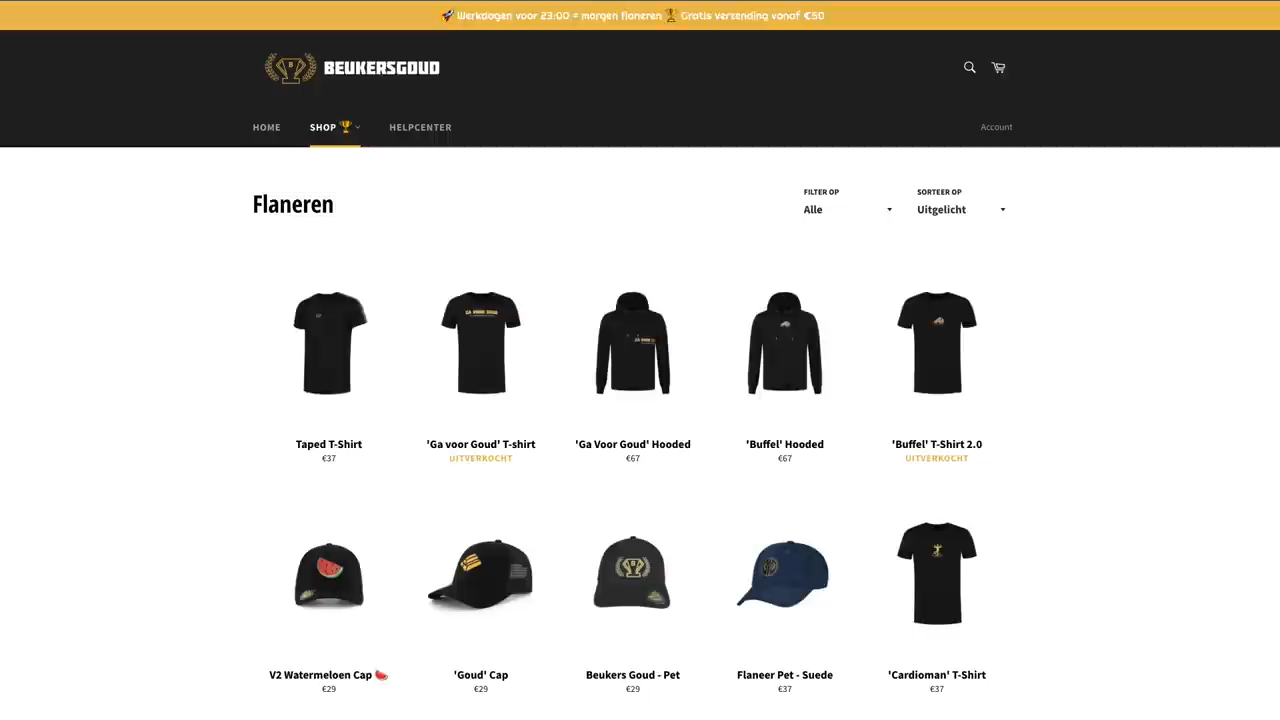 🚀 Werkdagen voor 23:00 = morgen flaneren 🏆 Gratis verzending vanaf €50
BEUKERSGOUD
HOME
SHOP 🏆
HELPCENTER
Account
Flaneren
FILTER OP
Alle
SORTEER OP
Uitgelicht
GA VOOR GOUD
Taped T-Shirt
€37
'Ga voor Goud' T-shirt
UITVERKOCHT
'Ga Voor Goud' Hooded
€67
'Buffel' Hooded
€67
'Buffel' T-Shirt 2.0
UITVERKOCHT
V2 Watermeloen Cap 🍉
€29
'Goud' Cap
€29
Beukers Goud - Pet
€29
Flaneer Pet - Suede
€37
'Cardioman' T-Shirt
€37